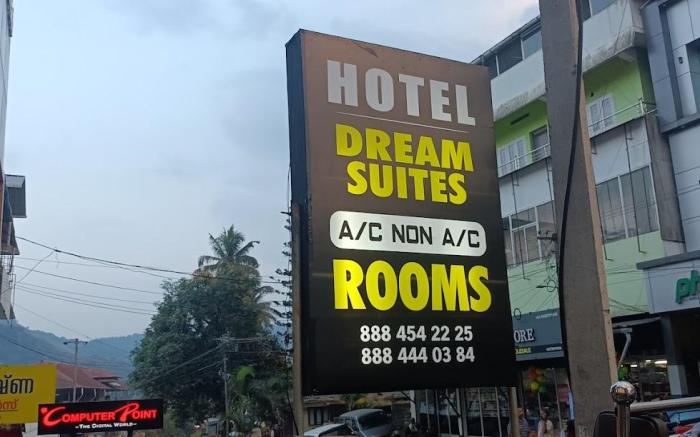 HOTEL
DREAM
SUITES
A/C NON A/C
ROOMS
888 454 22 25
888 444 03 84
COMPUTER POINT
-THE DIGITAL WORLD-